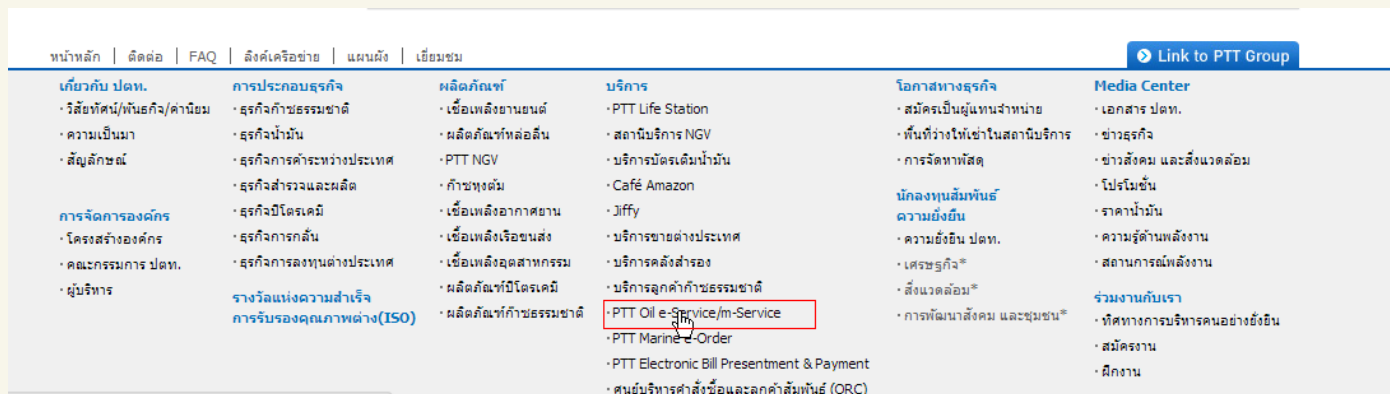 หน้าหลัก | ติดต่อ | FAQ | ลิงค์เครือข่าย | แผนผัง | เยี่ยมชม
Link to PTT Group
เกี่ยวกับ ปตท.
· วิสัยทัศน์/พันธกิจ/ค่านิยม
· ความเป็นมา
· สัญลักษณ์
การจัดการองค์กร
· โครงสร้างองค์กร
· คณะกรรมการ ปตท.
· ผู้บริหาร
การประกอบธุรกิจ
· ธุรกิจก๊าซธรรมชาติ
· ธุรกิจน้ำมัน
· ธุรกิจการค้าระหว่างประเทศ
· ธุรกิจสำรวจและผลิต
· ธุรกิจปิโตรเคมี
· ธุรกิจการกลั่น
· ธุรกิจการลงทุนต่างประเทศ
รางวัลแห่งความสำเร็จ
การรับรองคุณภาพต่าง(ISO)
ผลิตภัณฑ์
· เชื้อเพลิงยานยนต์
· ผลิตภัณฑ์หล่อลื่น
· PTT NGV
· ก๊าซหุงต้ม
· เชื้อเพลิงอากาศยาน
· เชื้อเพลิงเรือขนส่ง
· เชื้อเพลิงอุตสาหกรรม
· ผลิตภัณฑ์ปิโตรเคมี
· ผลิตภัณฑ์ก๊าซธรรมชาติ
บริการ
· PTT Life Station
· สถานีบริการ NGV
· บริการบัตรเติมน้ำมัน
· Café Amazon
· Jiffy
· บริการขายต่างประเทศ
· บริการคลังสำรอง
· บริการลูกค้าก๊าซธรรมชาติ
· PTT Oil e-Service/m-Service
· PTT Marine e-Order
· PTT Electronic Bill Presentment & Payment
· ศูนย์บริหารคำสั่งซื้อและลูกค้าสัมพันธ์ (ORC)
โอกาสทางธุรกิจ
· สมัครเป็นผู้แทนจำหน่าย
· พื้นที่ว่างให้เช่าในสถานีบริการ
· การจัดหาพัสดุ
นักลงทุนสัมพันธ์
ความยั่งยืน
· ความยั่งยืน ปตท.
· เศรษฐกิจ*
· สิ่งแวดล้อม*
· การพัฒนาสังคม และชุมชน*
Media Center
· เอกสาร ปตท.
· ข่าวธุรกิจ
· ข่าวสังคม และสิ่งแวดล้อม
· โปรโมชั่น
· ราคาน้ำมัน
· ความรู้ด้านพลังงาน
· สถานการณ์พลังงาน
ร่วมงานกับเรา
· ทิศทางการบริหารคนอย่างยั่งยืน
· สมัครงาน
· ฝึกงาน